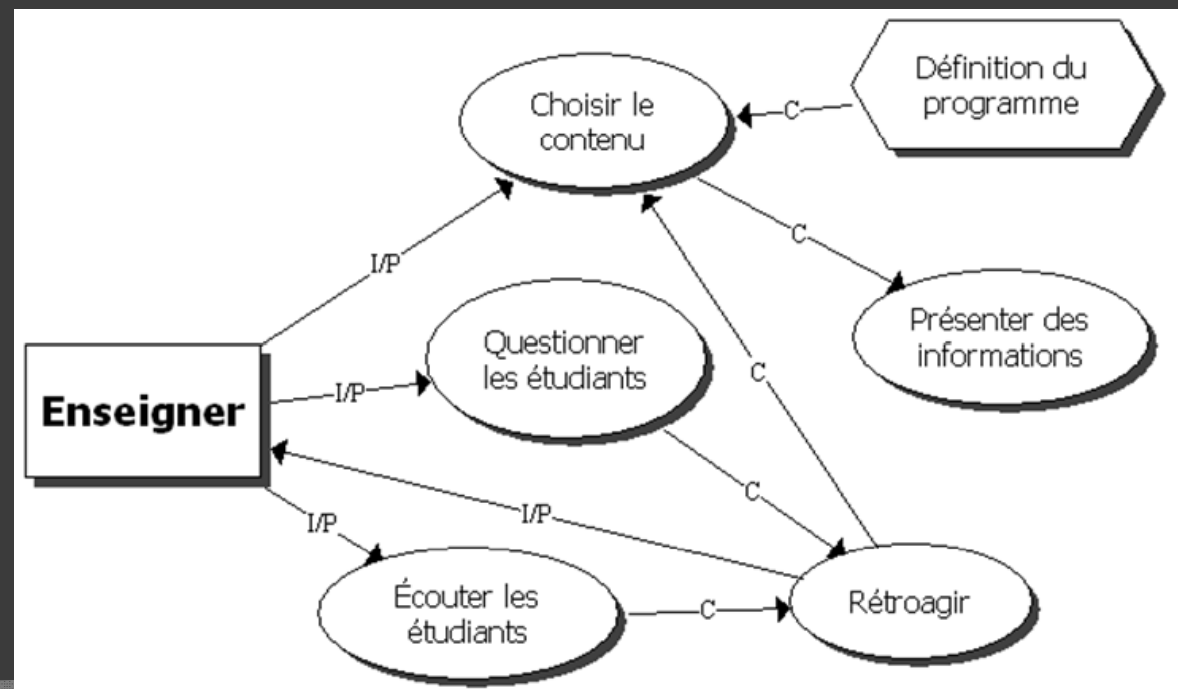 Définition du
programme
Choisir le
contenu
C
C
I/P
Présenter des
informations
Questionner
les étudiants
C
I/P
Enseigner
C
I/P
I/P
Écouter les
étudiants
C
Rétroagir